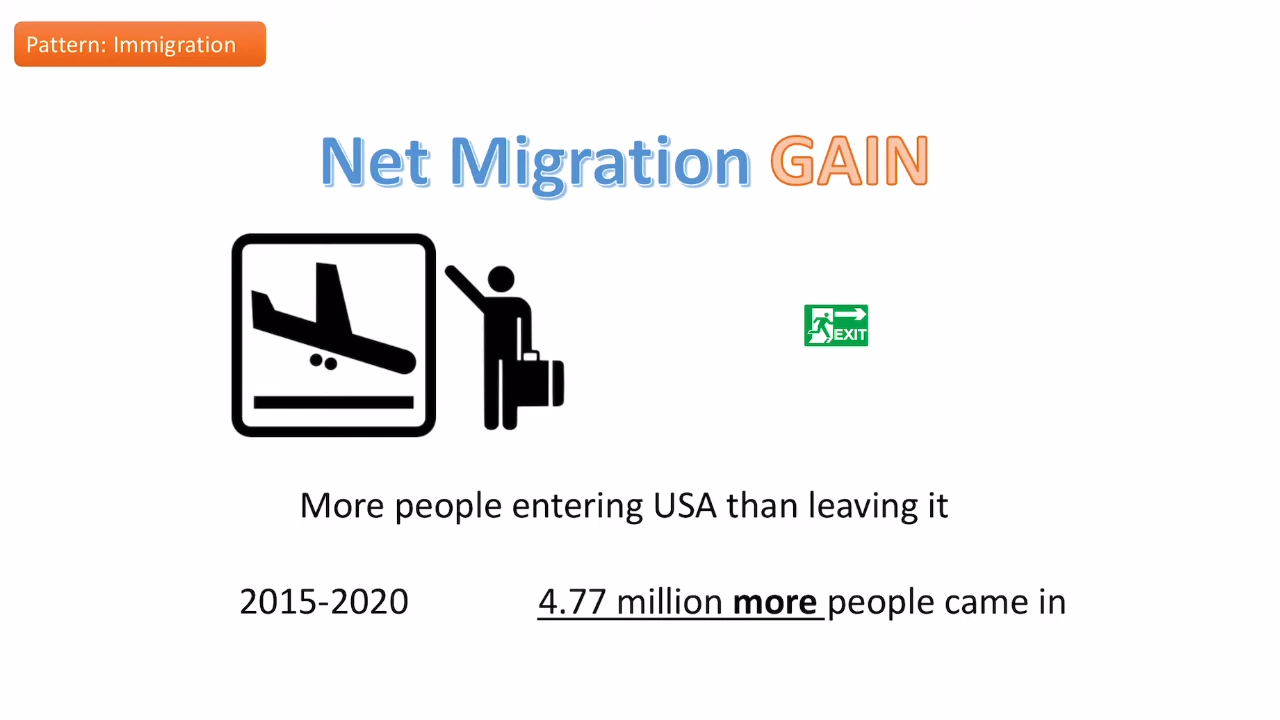 Pattern: Immigration
Net Migration GAIN
EXIT
More people entering USA than leaving it
2015-2020 4.77 million more people came in